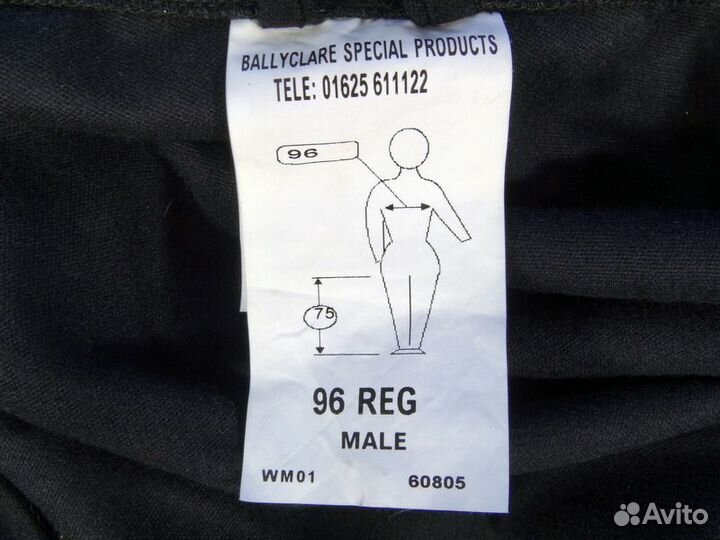 BALLYCLARE SPECIAL PRODUCTS
TELE: 01625 611122
96
75
96 REG
MALE
WM01 60805
Avito